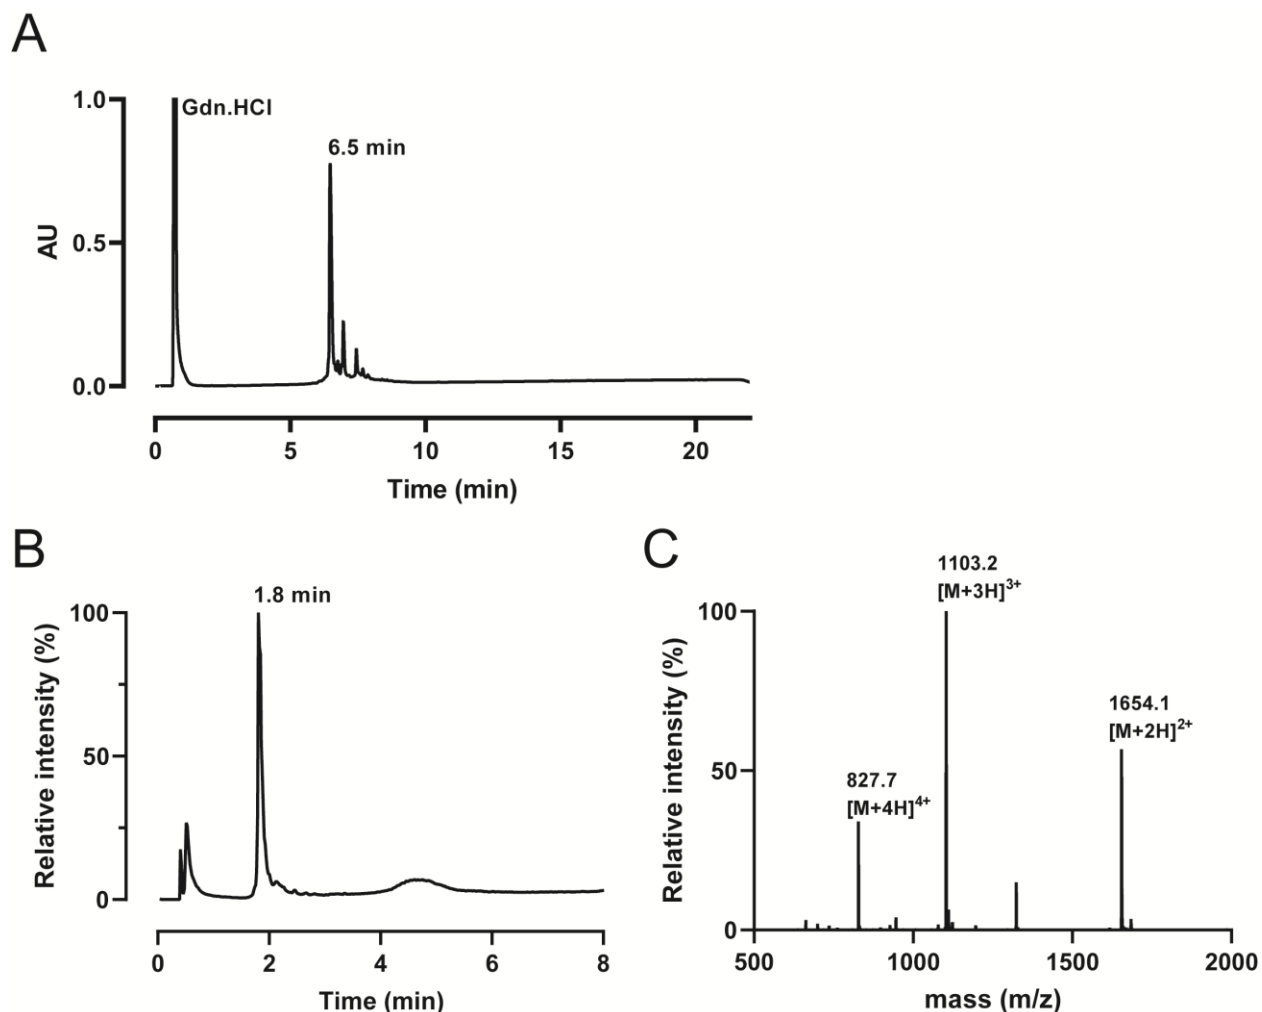 A
1.0
Gdn.HCl
6.5 min
AU
0.5
0.0
0 5 10 15 20
Time (min)
B
1.8 min
Relative intensity (%)
100
50
0
0 2 4 6 8
Time (min)
C
1103.2
[M+3H]3+
1654.1
[M+2H]2+
827.7
[M+4H]4+
Relative intensity (%)
100
50
0
500 1000 1500 2000
mass (m/z)